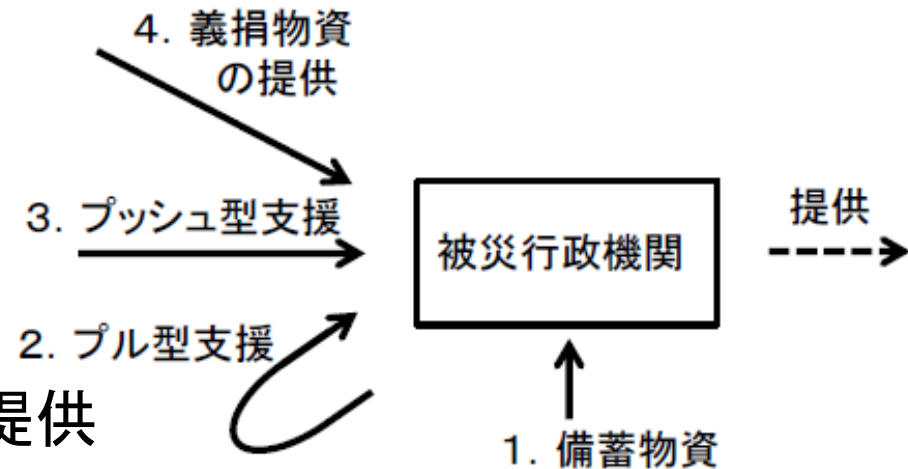 4. 義捐物資
の提供
3. プッシュ型支援
提供
被災行政機関
2. プル型支援
提供
1. 備蓄物資